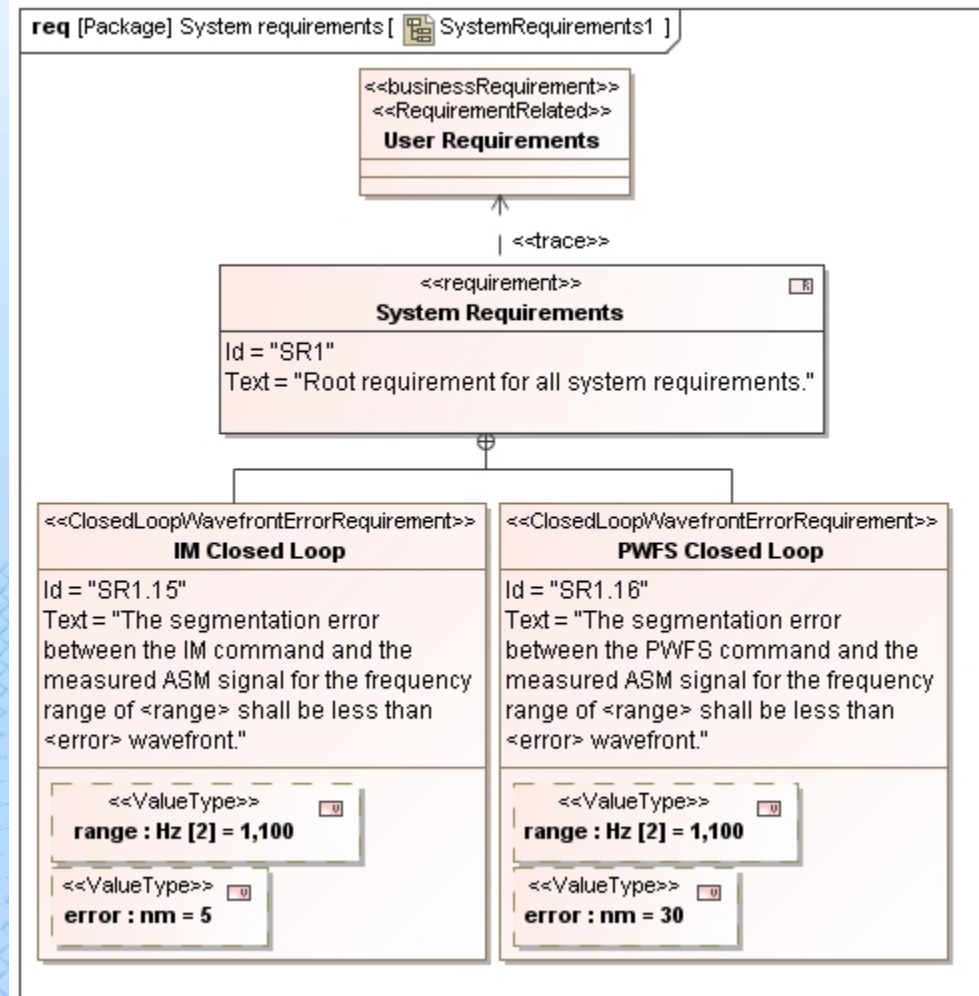 req [Package] System requirements [ SystemRequirements1 ]
<<businessRequirement>>
<<RequirementRelated>>
User Requirements
<<trace>>
<<requirement>>
R
System Requirements
Id = "SR1"
Text = "Root requirement for all system requirements."
<<ClosedLoopWavefrontErrorRequirement>>
IM Closed Loop
Id = "SR1.15"
Text = "The segmentation error
between the IM command and the
measured ASM signal for the frequency
range of <range> shall be less than
<error> wavefront."
<<ValueType>>
V
range : Hz [2] = 1,100
<<ValueType>>
V
error : nm = 5
<<ClosedLoopWavefrontErrorRequirement>>
PWFS Closed Loop
Id = "SR1.16"
Text = "The segmentation error
between the PWFS command and the
measured ASM signal for the frequency
range of <range> shall be less than
<error> wavefront."
<<ValueType>>
V
range : Hz [2] = 1,100
<<ValueType>>
V
error : nm = 30